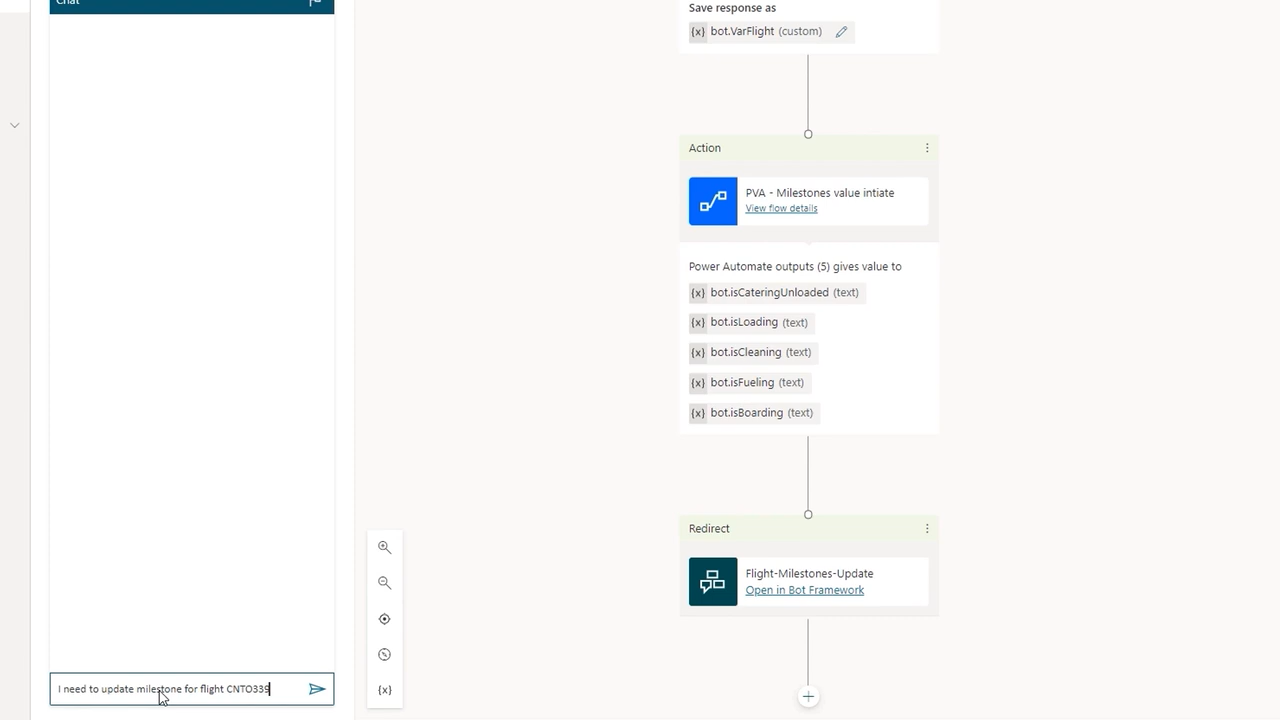 Chat
I need to update milestone for flight CNTO339
Save response as
{x} bot.VarFlight (custom)
Action
PVA - Milestones value intiate
View flow details
Power Automate outputs (5) gives value to
{x} bot.isCateringUnloaded (text)
{x} bot.isLoading (text)
{x} bot.isCleaning (text)
{x} bot.isFueling (text)
{x} bot.isBoarding (text)
Redirect
Flight-Milestones-Update
Open in Bot Framework
{x}